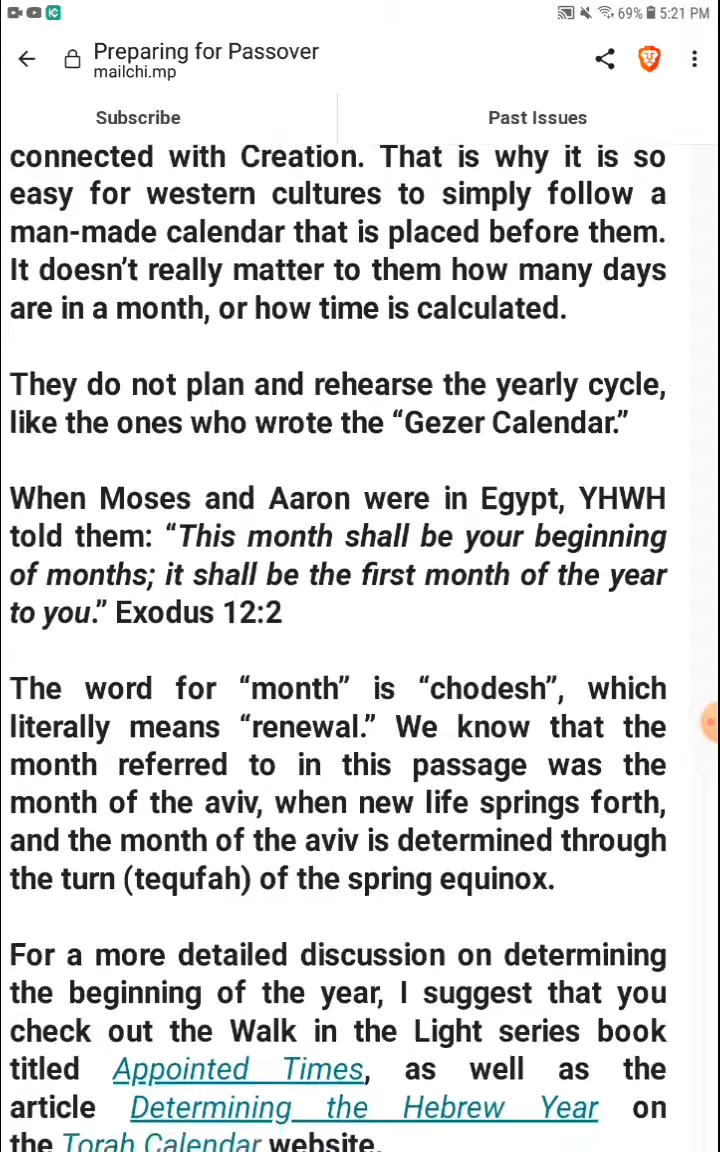 69% 5:21 PM
Preparing for Passover
mailchi.mp
Subscribe Past Issues
connected with Creation. That is why it is so
easy for western cultures to simply follow a
man-made calendar that is placed before them.
It doesn’t really matter to them how many days
are in a month, or how time is calculated.
They do not plan and rehearse the yearly cycle,
like the ones who wrote the “Gezer Calendar.”
When Moses and Aaron were in Egypt, YHWH
told them: “This month shall be your beginning
of months; it shall be the first month of the year
to you.” Exodus 12:2
The word for “month” is “chodesh”, which
literally means “renewal.” We know that the
month referred to in this passage was the
month of the aviv, when new life springs forth,
and the month of the aviv is determined through
the turn (tequfah) of the spring equinox.
For a more detailed discussion on determining
the beginning of the year, I suggest that you
check out the Walk in the Light series book
titled Appointed Times, as well as the
article Determining the Hebrew Year on
the Torah Calendar website.